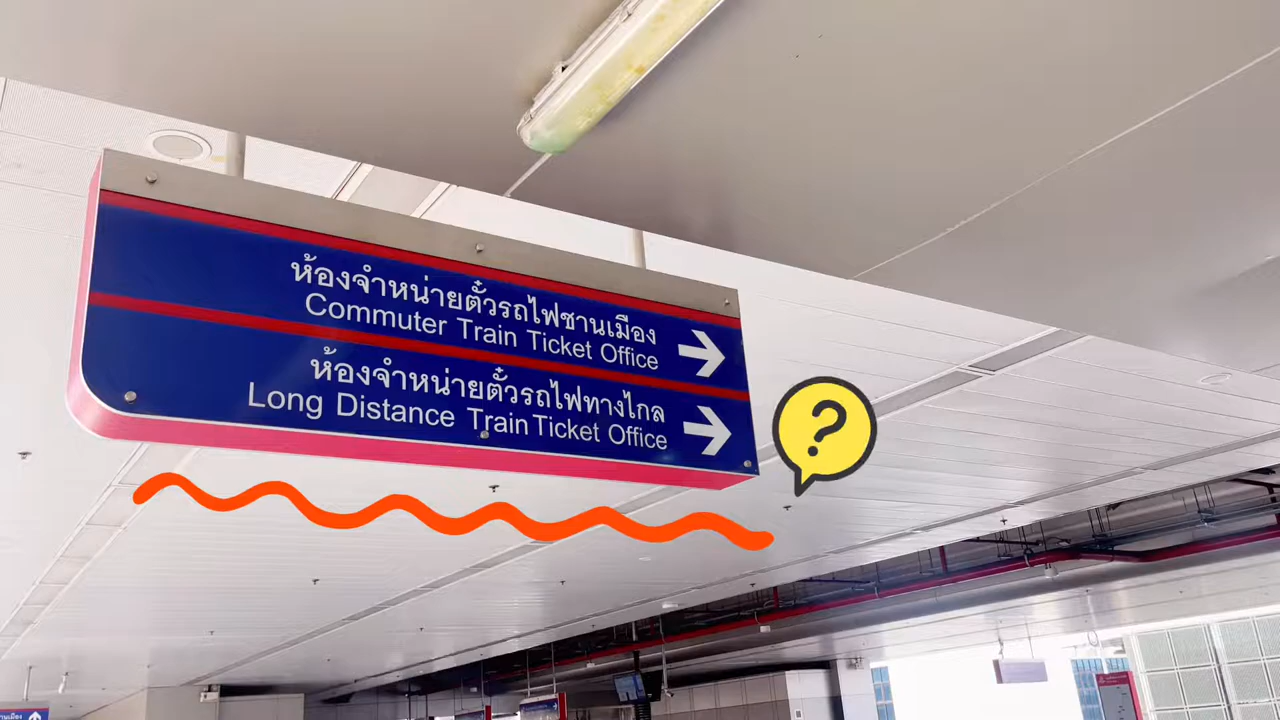 ห้องจำหน่ายตั๋วรถไฟชานเมือง
Commuter Train Ticket Office
ห้องจำหน่ายตั๋วรถไฟทางไกล
Long Distance Train Ticket Office
?